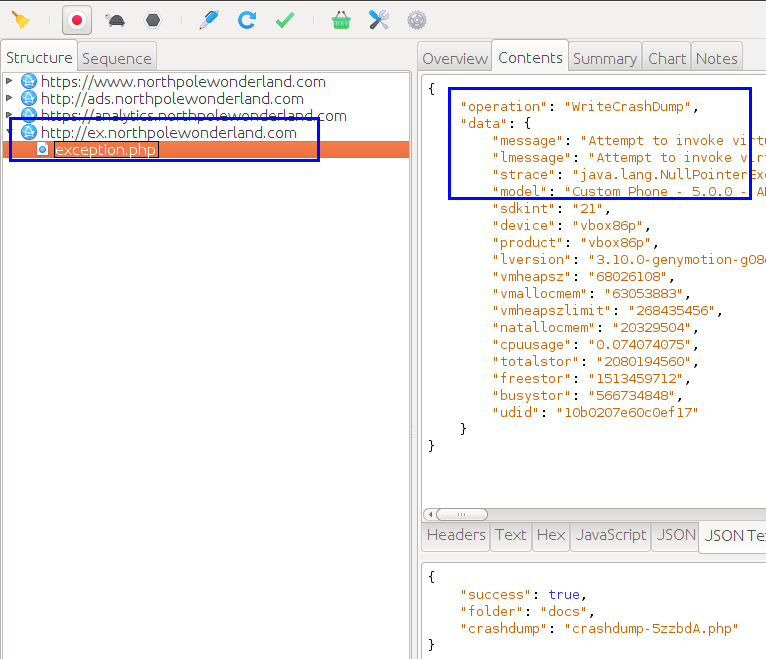 Structure Sequence
https://www.northpolewonderland.com
http://ads.northpolewonderland.com
https://analytics.northpolewonderland.com
http://ex.northpolewonderland.com
exception.php
Overview Contents Summary Chart Notes
{
"operation": "WriteCrashDump",
"data": {
"message": "Attempt to invoke virtu
"lmessage": "Attempt to invoke vir
"strace": "java.lang.NullPointerExc
"model": "Custom Phone - 5.0.0 - A
"sdkint": "21",
"device": "vbox86p",
"product": "vbox86p",
"lversion": "3.10.0-genymotion-g08
"vmheapsz": "68026108",
"vmallocmem": "63053883",
"vmheapszlimit": "268435456",
"natallocmem": "20329504",
"cpuusage": "0.074074075",
"totalstor": "2080194560",
"freestor": "1513459712",
"busystor": "566734848",
"udid": "10b0207e60c0ef17"
}
}
Headers Text Hex JavaScript JSON JSON Te
{
"success": true,
"folder": "docs",
"crashdump": "crashdump-5zzbdA.php"
}